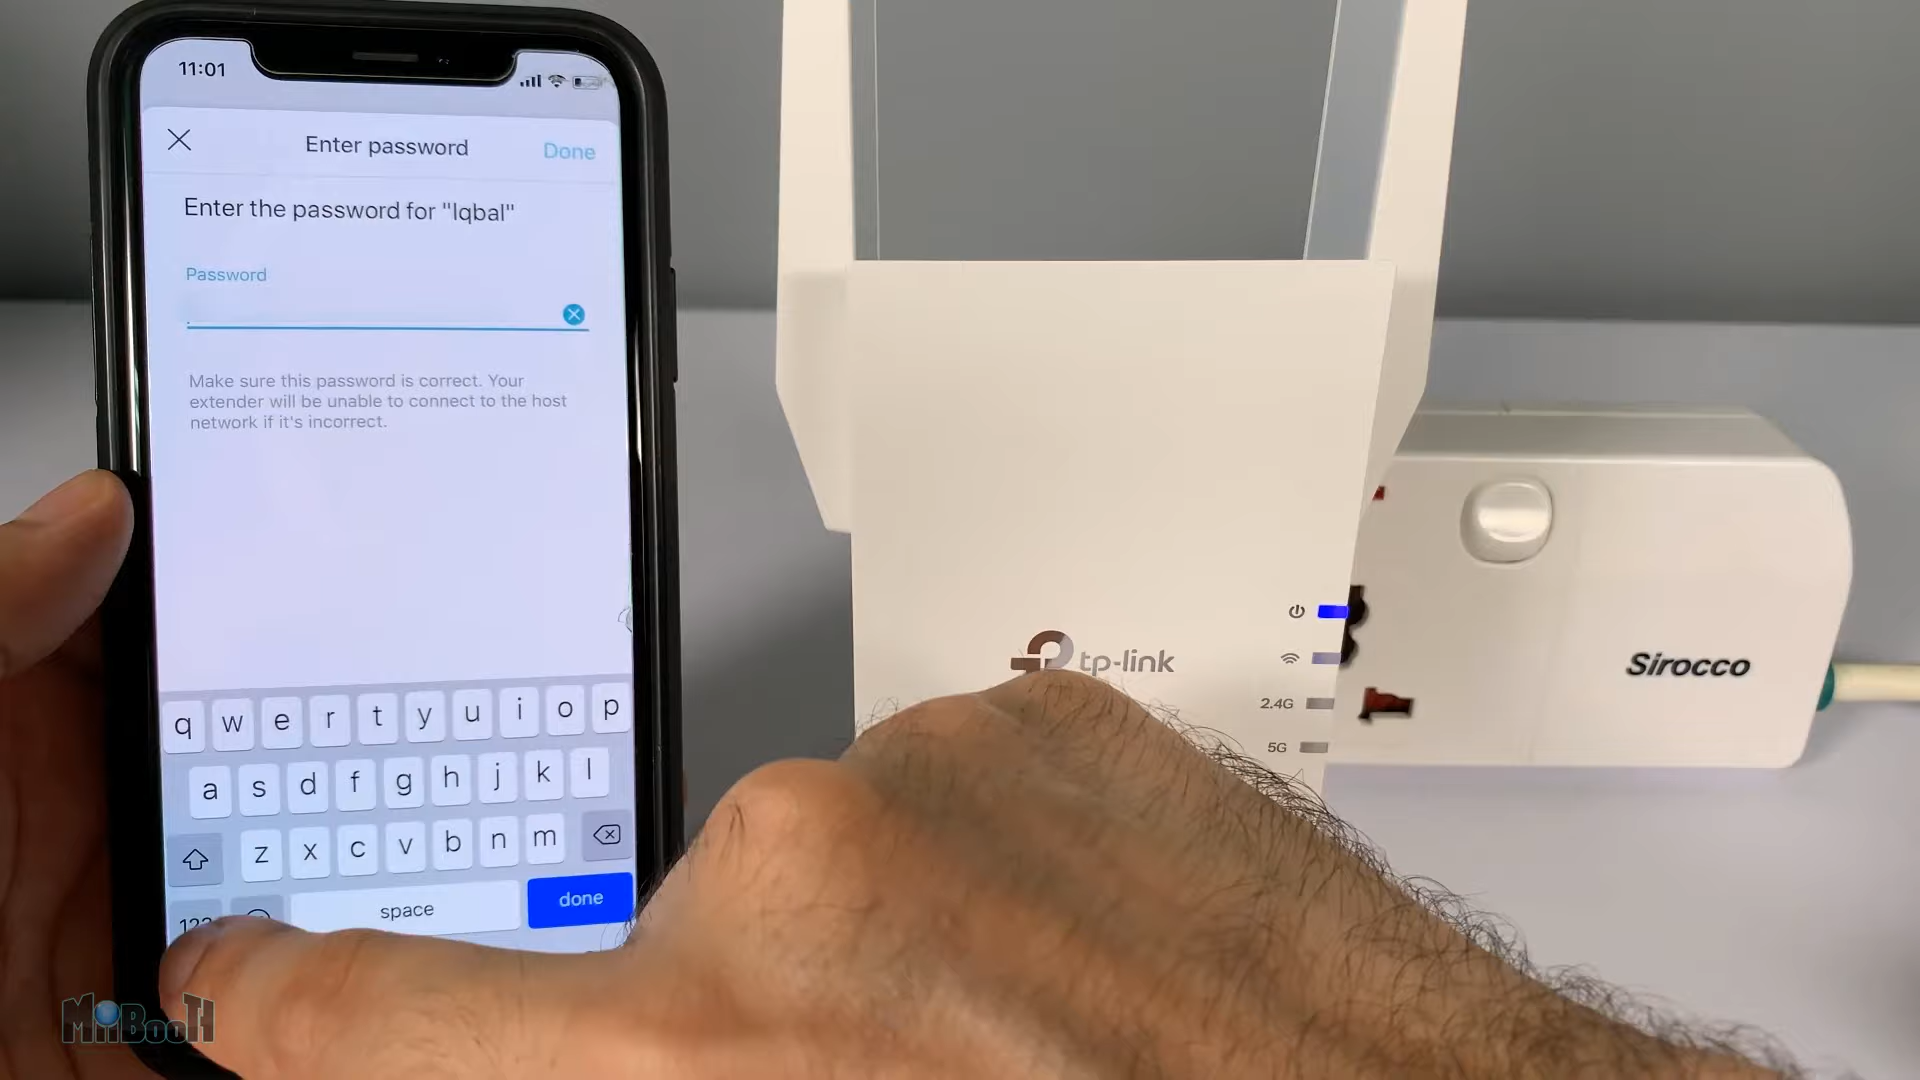 11:01
Enter password
Done
Enter the password for "Iqbal"
Password
Make sure this password is correct. Your
extender will be unable to connect to the host
network if it's incorrect.
q w e r t y u i o p
a s d f g h j k l
z x c v b n m
123
space
done
tp-link
2.4G
5G
Sirocco
MiiBooTH